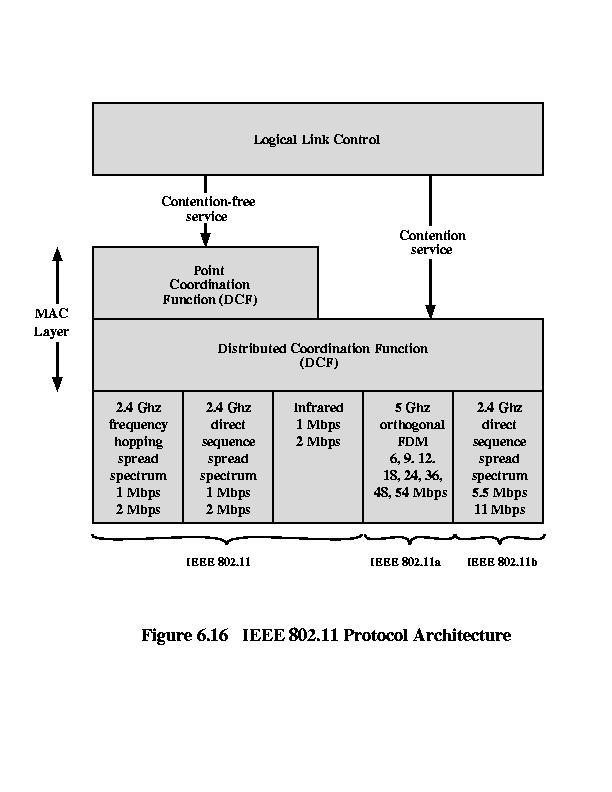 Logical Link Control
Contention-free
service
Contention
service
Point
Coordination
Function (DCF)
MAC
Layer
Distributed Coordination Function
(DCF)
2.4 Ghz
frequency
hopping
spread
spectrum
1 Mbps
2 Mbps
2.4 Ghz
direct
sequence
spread
spectrum
1 Mbps
2 Mbps
Infrared
1 Mbps
2 Mbps
5 Ghz
orthogonal
FDM
6, 9. 12.
18, 24, 36,
48, 54 Mbps
2.4 Ghz
direct
sequence
spread
spectrum
5.5 Mbps
11 Mbps
IEEE 802.11
IEEE 802.11a
IEEE 802.11b
Figure 6.16 IEEE 802.11 Protocol Architecture